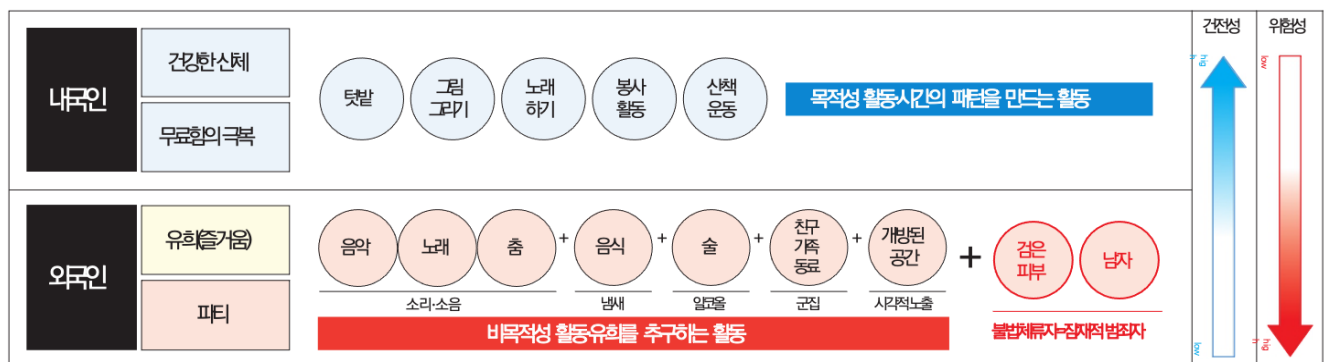 건전성
위험성
high
low
내국인
건강한 신체
무료함의 극복
텃밭
그림
그리기
노래
하기
봉사
활동
산책
운동
목적성 활동·시간의 패턴을 만드는 활동
외국인
유희(즐거움)
파티
음악
노래
춤
+
음식
+
술
+
친구
가족
동료
+
개방된
공간
+
검은
피부
남자
소리·소음
냄새
알코올
군집
시각적 노출
비목적성 활동·유희를 추구하는 활동
불법체류자=잠재적 범죄자
low
high